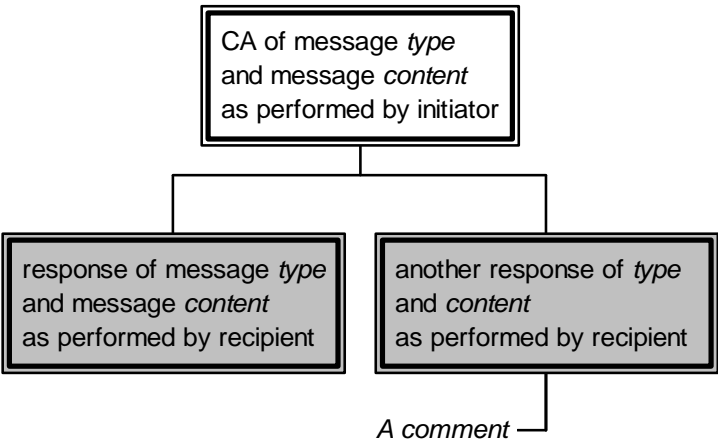 CA of message type
and message content
as performed by initiator
response of message type
and message content
as performed by recipient
another response of type
and content
as performed by recipient
A comment